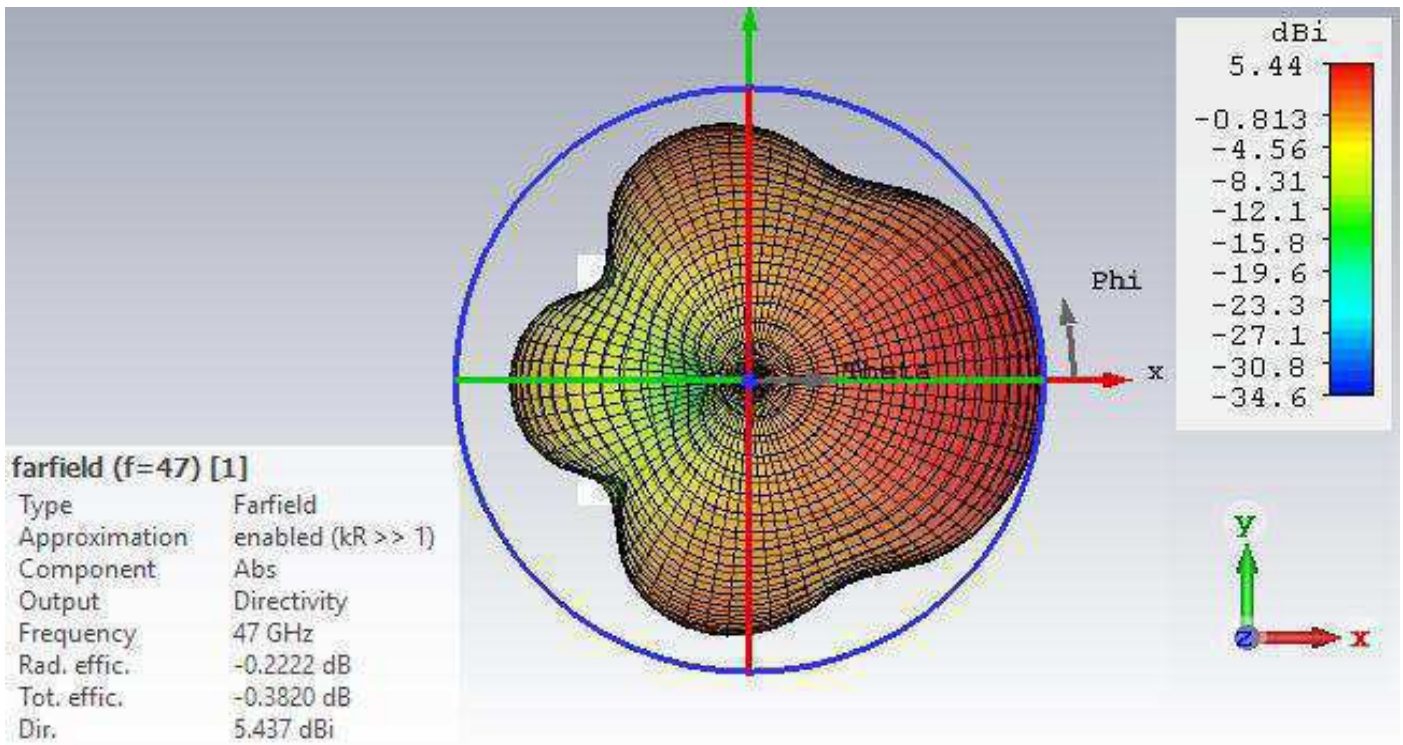 dBi
5.44
-0.813
-4.56
-8.31
-12.1
-15.8
-19.6
-23.3
-27.1
-30.8
-34.6
Phi
Theta
x
farfield (f=47) [1]
Type Farfield
Approximation enabled (kR >> 1)
Component Abs
Output Directivity
Frequency 47 GHz
Rad. effic. -0.2222 dB
Tot. effic. -0.3820 dB
Dir. 5.437 dBi
y
z x